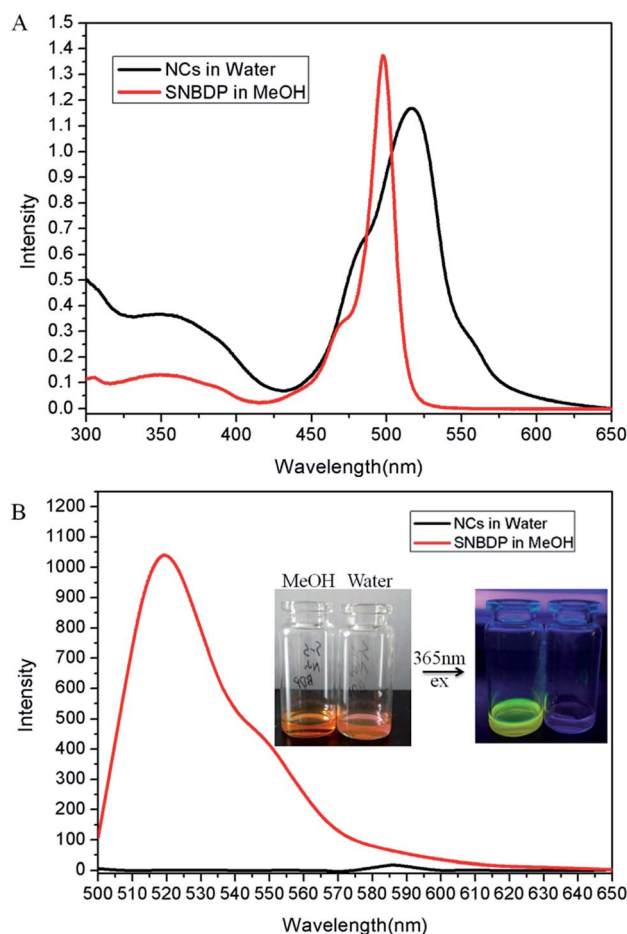 A
1.5
1.4
1.3
1.2
1.1
1.0
0.9
0.8
0.7
0.6
0.5
0.4
0.3
0.2
0.1
0.0
Intensity
NCs in Water
SNBDP in MeOH
300 350 400 450 500 550 600 650
Wavelength(nm)
B
1200
1100
1000
900
800
700
600
500
400
300
200
100
0
Intensity
NCs in Water
SNBDP in MeOH
MeOH Water
BDP
365nm
ex
500 510 520 530 540 550 560 570 580 590 600 610 620 630 640 650
Wavelength(nm)